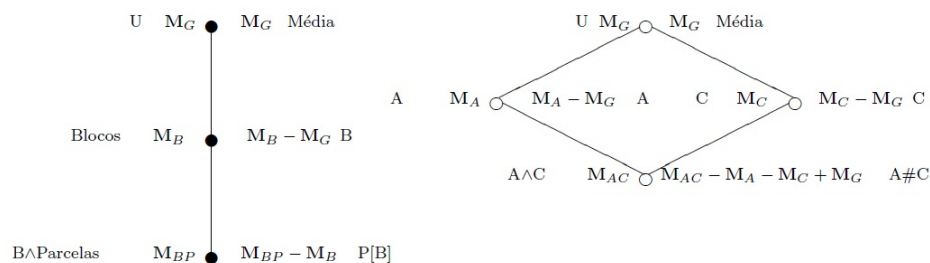 U M_G M_G Média
Blocos M_B M_B − M_G B
B∧Parcelas M_BP M_BP − M_B P[B]
U M_G M_G Média
A M_A M_A − M_G A C M_C M_C − M_G C
A∧C M_AC M_AC − M_A − M_C + M_G A#C